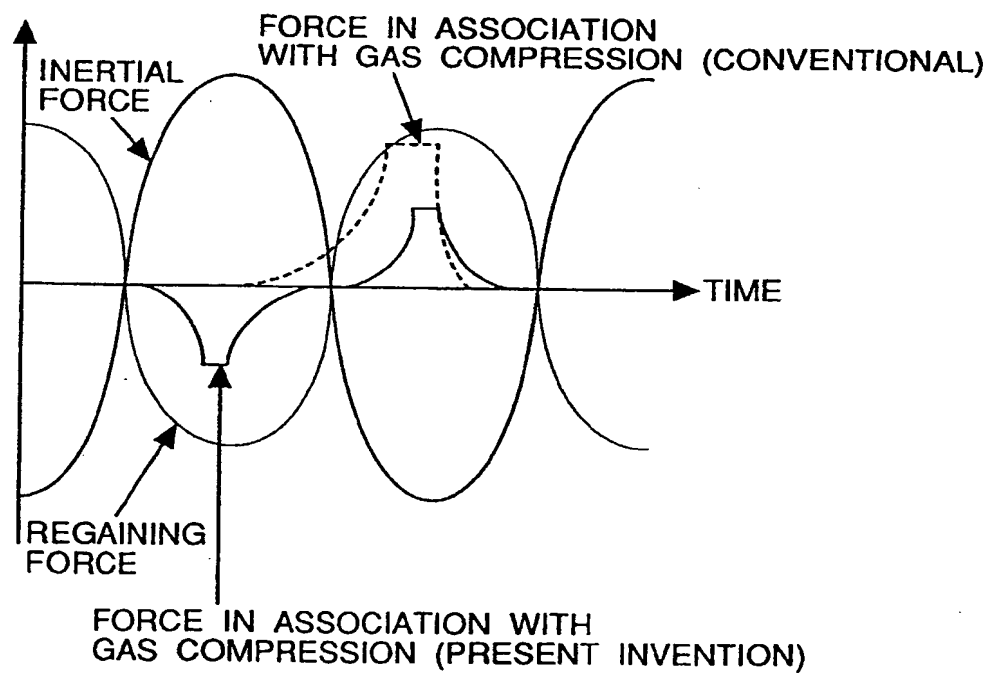 FORCE IN ASSOCIATION
WITH GAS COMPRESSION (CONVENTIONAL)
INERTIAL
FORCE
TIME
REGAINING
FORCE
FORCE IN ASSOCIATION WITH
GAS COMPRESSION (PRESENT INVENTION)